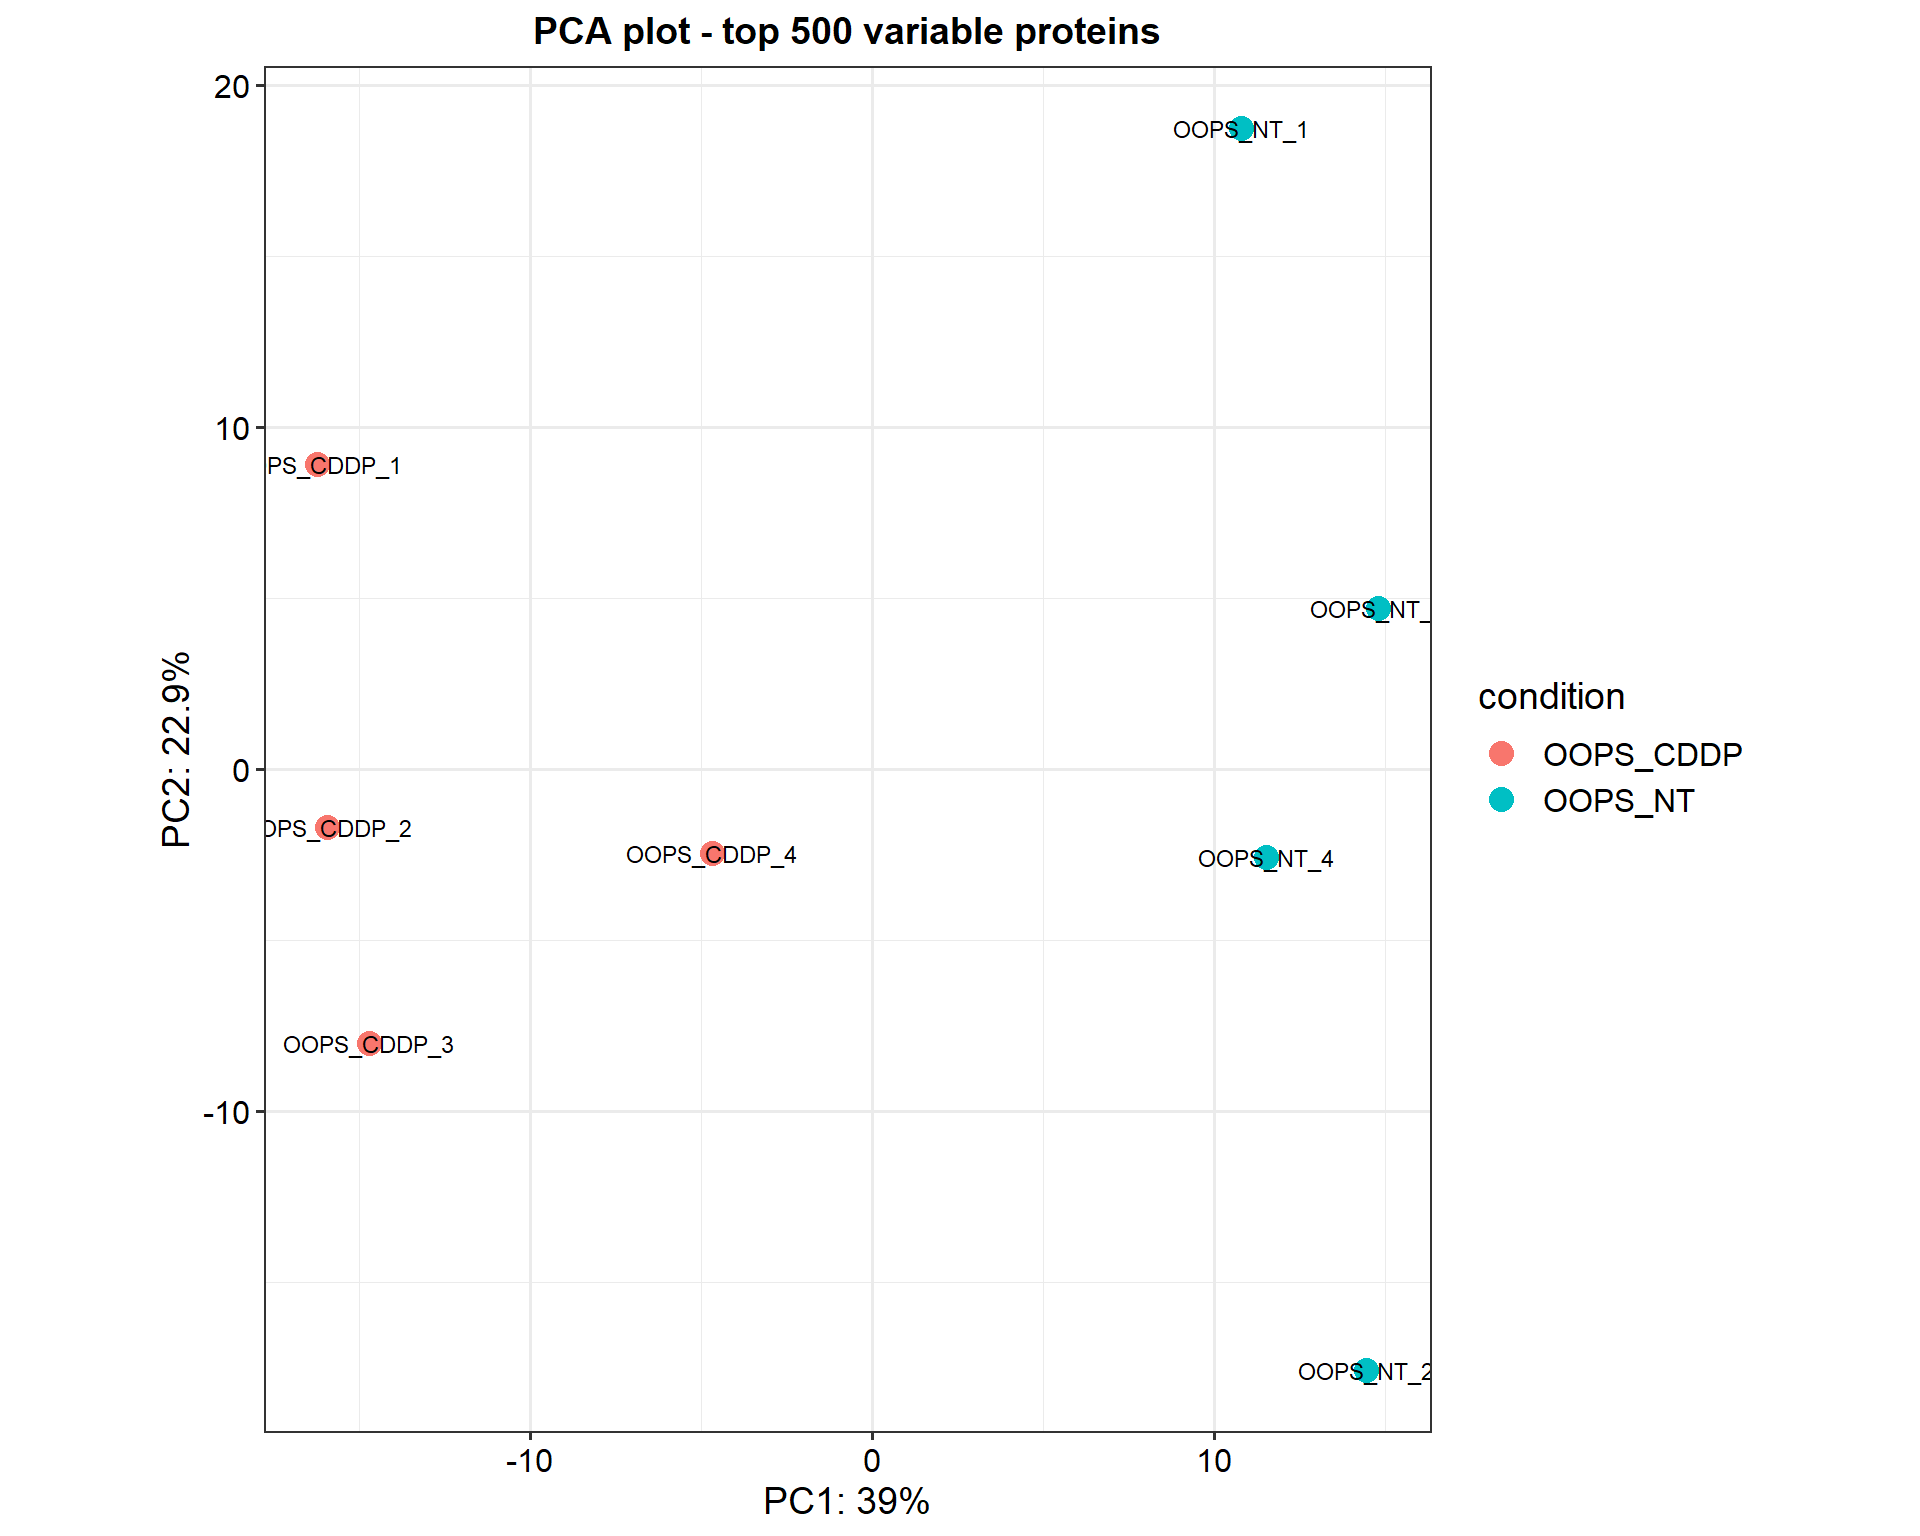 PCA plot - top 500 variable proteins
20
10
0
-10
PC2: 22.9%
OOPS_NT_1
PS_CDDP_1
OOPS_NT_
OPS_CDDP_2
OOPS_CDDP_4
OOPS_NT_4
OOPS_CDDP_3
OOPS_NT_2
-10
0
10
PC1: 39%
condition
OOPS_CDDP
OOPS_NT